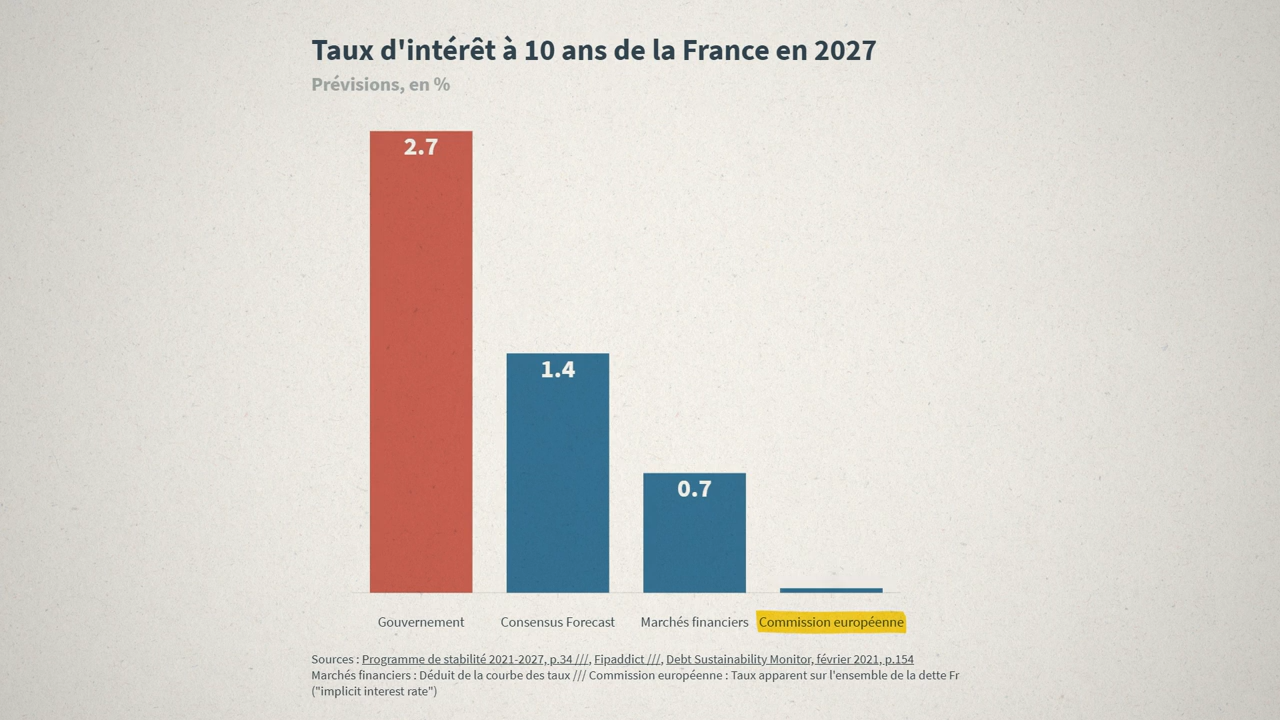 Taux d'intérêt à 10 ans de la France en 2027
Prévisions, en %
2.7
1.4
0.7
Gouvernement
Consensus Forecast
Marchés financiers
Commission européenne
Sources : Programme de stabilité 2021-2027, p.34 ///, Fipaddict ///, Debt Sustainability Monitor, février 2021, p.154
Marchés financiers : Déduit de la courbe des taux /// Commission européenne : Taux apparent sur l'ensemble de la dette Fr
("implicit interest rate")